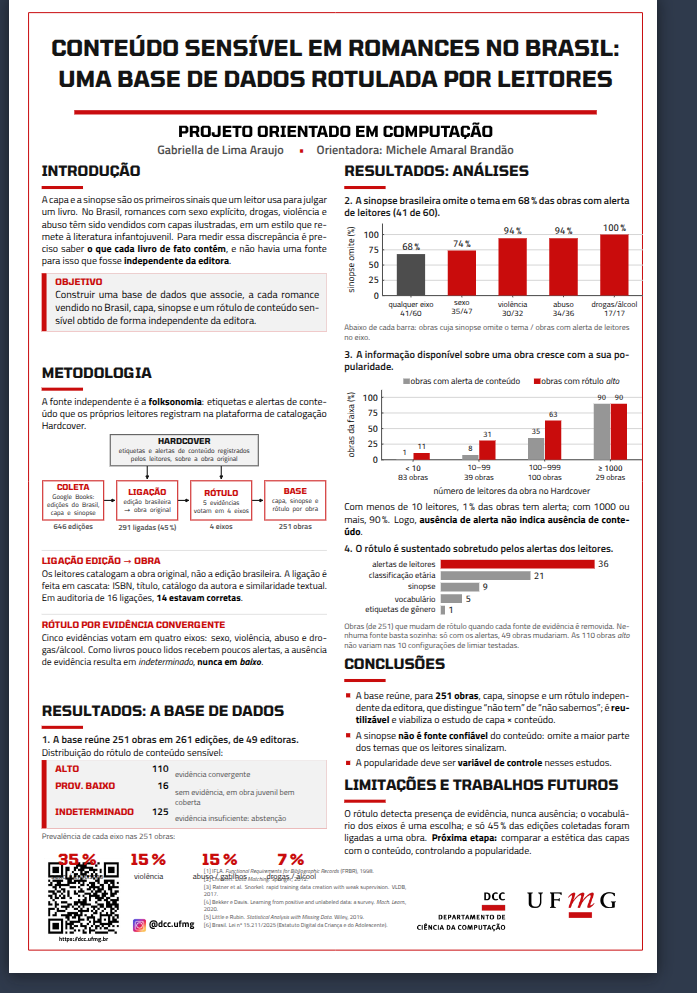 CONTEÚDO SENSÍVEL EM ROMANCES NO BRASIL:
UMA BASE DE DADOS ROTULADA POR LEITORES
PROJETO ORIENTADO EM COMPUTAÇÃO
Gabriella de Lima Araujo • Orientadora: Michele Amaral Brandão
INTRODUÇÃO
A capa e a sinopse são os primeiros sinais que um leitor usa para julgar
um livro. No Brasil, romances com sexo explícito, drogas, violência e
abuso têm sido vendidos com capas ilustradas, em um estilo que re-
mete à literatura infantojuvenil. Para medir essa discrepância é pre-
ciso saber o que cada livro de fato contém, e não havia uma fonte
para isso que fosse independente da editora.
OBJETIVO
Construir uma base de dados que associe, a cada romance
vendido no Brasil, capa, sinopse e um rótulo de conteúdo sen-
sível obtido de forma independente da editora.
METODOLOGIA
A fonte independente é a folksonomia: etiquetas e alertas de conte-
údo que os próprios leitores registram na plataforma de catalogação
Hardcover.
HARDCOVER
etiquetas e alertas de conteúdo registrados
pelos leitores, sobre a obra original
COLETA
Google Books:
edições do Brasil,
capa e sinopse
646 edições
LIGAÇÃO
edição brasileira
→ obra original
291 ligadas (45 %)
RÓTULO
5 evidências
votam em 4 eixos
4 eixos
BASE
capa, sinopse e
rótulo por obra
251 obras
LIGAÇÃO EDIÇÃO → OBRA
Os leitores catalogam a obra original, não a edição brasileira. A ligação é
feita em cascata: ISBN, título, catálogo da autora e similaridade textual.
Em auditoria de 16 ligações, 14 estavam corretas.
RÓTULO POR EVIDÊNCIA CONVERGENTE
Cinco evidências votam em quatro eixos: sexo, violência, abuso e dro-
gas/álcool. Como livros pouco lidos recebem poucos alertas, a ausência
de evidência resulta em indeterminado, nunca em baixo.
RESULTADOS: A BASE DE DADOS
1. A base reúne 251 obras em 261 edições, de 49 editoras.
Distribuição do rótulo de conteúdo sensível:
ALTO 110 evidência convergente
PROV. BAIXO 16 sem evidência, em obra juvenil bem
coberta
INDETERMINADO 125 evidência insuficiente: abstenção
Prevalência de cada eixo nas 251 obras:
35 % 15 % 15 % 7 %
violência abuso / gatilhos drogas / álcool
https://dcc.ufmg.br
@dcc.ufmg
[1] IFLA. Functional Requirements for Bibliographic Records (FRBR), 1998.
[2] Christen. Data Matching. Springer, 2012.
[3] Ratner et al. Snorkel: rapid training data creation with weak supervision. VLDB,
2017.
[4] Bekker e Davis. Learning from positive and unlabeled data: a survey. Mach. Learn,
2020.
[5] Little e Rubin. Statistical Analysis with Missing Data. Wiley, 2019.
[6] Brasil. Lei nº 15.211/2025 (Estatuto Digital da Criança e do Adolescente).
RESULTADOS: ANÁLISES
2. A sinopse brasileira omite o tema em 68 % das obras com alerta
de leitores (41 de 60).
sinopse omite (%)
100
75
50
25
0
68 % 74 % 94 % 94 % 100 %
qualquer eixo sexo violência abuso drogas/álcool
41/60 35/47 30/32 34/36 17/17
Abaixo de cada barra: obras cuja sinopse omite o tema / obras com alerta de leitores
no eixo.
3. A informação disponível sobre uma obra cresce com a sua po-
pularidade.
obras com alerta de conteúdo obras com rótulo alto
obras da faixa (%)
100
75
50
25
0
1 11 8 31 35 63 90 90
< 10 10–99 100–999 ≥ 1000
83 obras 39 obras 100 obras 29 obras
número de leitores da obra no Hardcover
Com menos de 10 leitores, 1 % das obras tem alerta; com 1000 ou
mais, 90 %. Logo, ausência de alerta não indica ausência de conte-
údo.
4. O rótulo é sustentado sobretudo pelos alertas dos leitores.
alertas de leitores 36
classificação etária 21
sinopse 9
vocabulário 5
etiquetas de gênero 1
Obras (de 251) que mudam de rótulo quando cada fonte de evidência é removida. Ne-
nhuma fonte basta sozinha: só com os alertas, 49 obras mudariam. As 110 obras alto
não variam nas 10 configurações de limiar testadas.
CONCLUSÕES
A base reúne, para 251 obras, capa, sinopse e um rótulo indepen-
dente da editora, que distingue “não tem” de “não sabemos”; é reu-
tilizável e viabiliza o estudo de capa × conteúdo.
A sinopse não é fonte confiável do conteúdo: omite a maior parte
dos temas que os leitores sinalizam.
A popularidade deve ser variável de controle nesses estudos.
LIMITAÇÕES E TRABALHOS FUTUROS
O rótulo detecta presença de evidência, nunca ausência; o vocabulá-
rio dos eixos é uma escolha; e só 45 % das edições coletadas foram
ligadas a uma obra. Próxima etapa: comparar a estética das capas
com o conteúdo, controlando a popularidade.
DCC
DEPARTAMENTO DE
CIÊNCIA DA COMPUTAÇÃO
UFmG